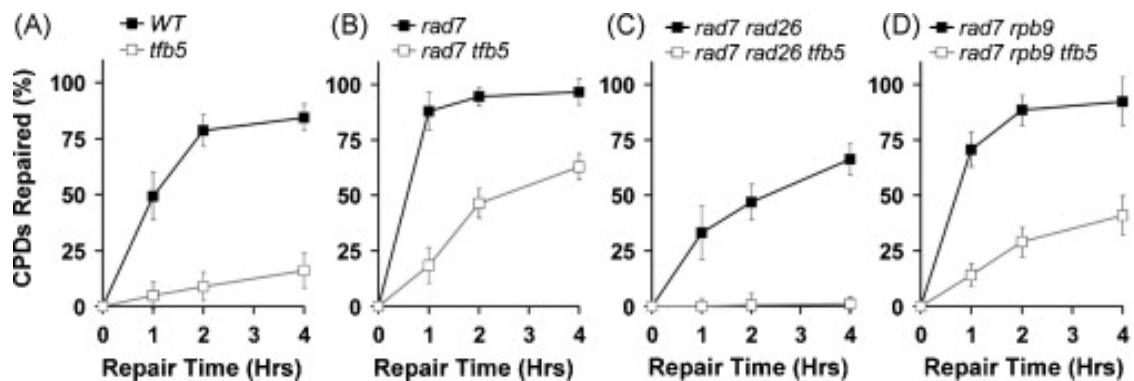 (A) WT
tfb5
(B) rad7
rad7 tfb5
(C) rad7 rad26
rad7 rad26 tfb5
(D) rad7 rpb9
rad7 rpb9 tfb5
CPDs Repaired (%)
100
75
50
25
0
0 1 2 3 4
Repair Time (Hrs)
100
75
50
25
0
0 1 2 3 4
Repair Time (Hrs)
100
75
50
25
0
0 1 2 3 4
Repair Time (Hrs)
100
75
50
25
0
0 1 2 3 4
Repair Time (Hrs)